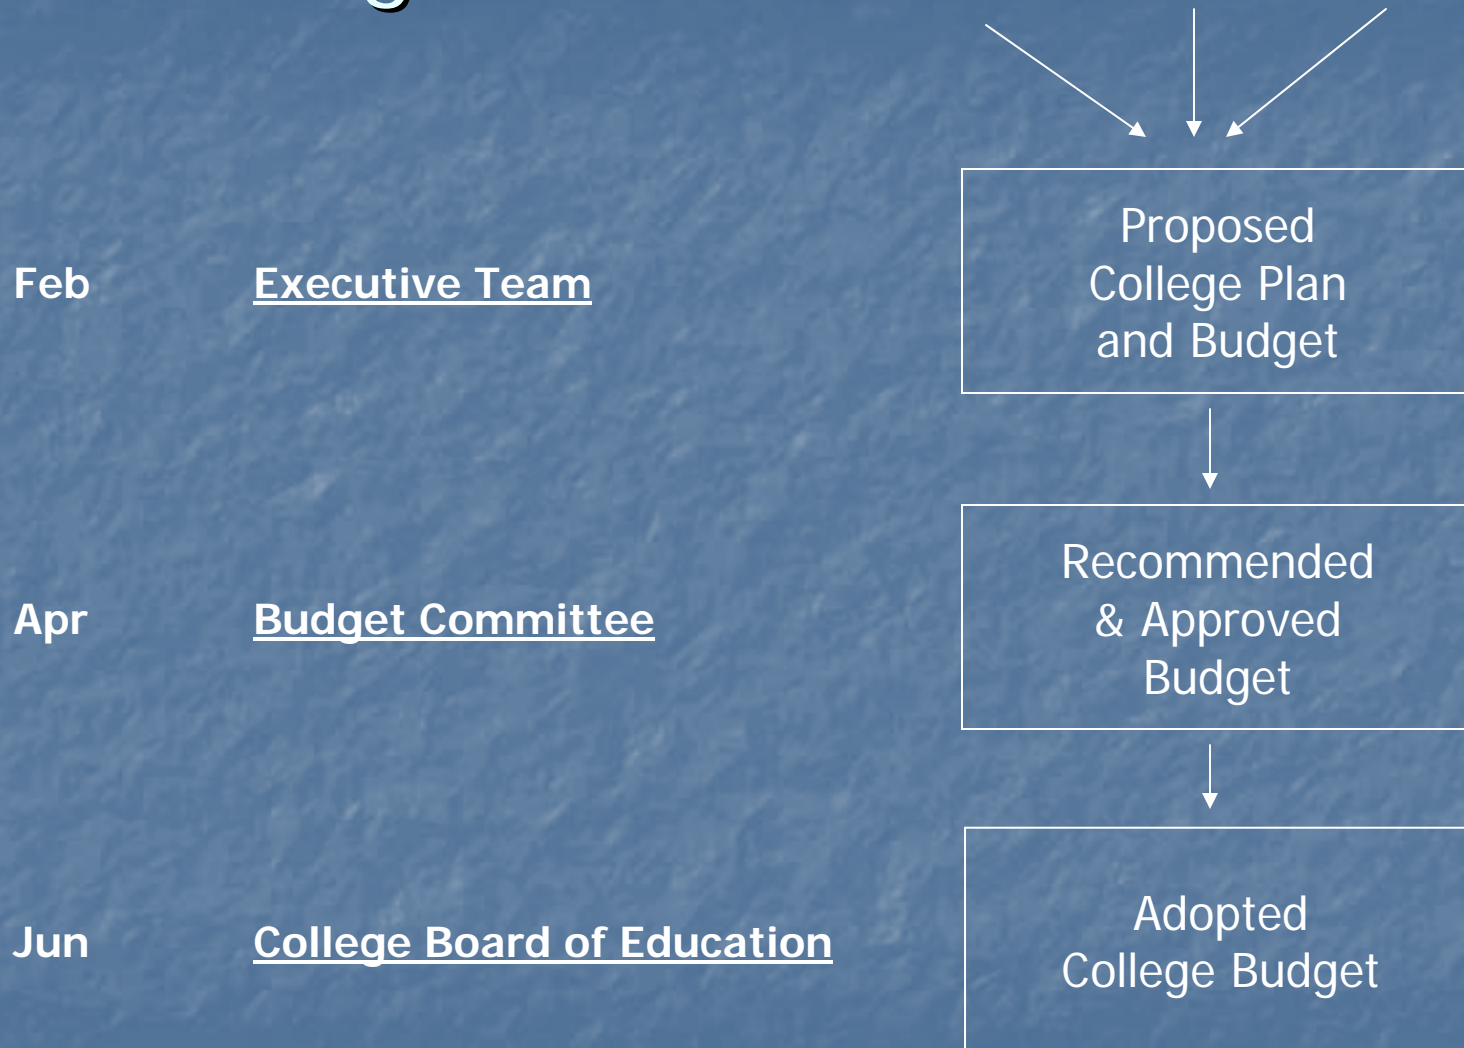 Proposed
College Plan
and Budget
Feb
Executive Team
Recommended
& Approved
Budget
Apr
Budget Committee
Adopted
College Budget
Jun
College Board of Education